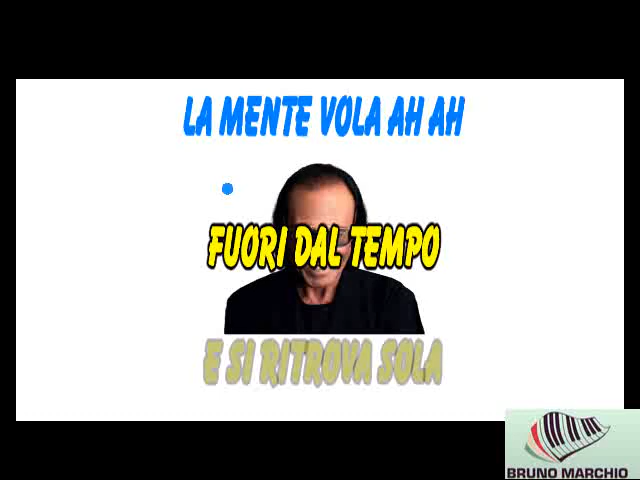 LA MENTE VOLA AH AH
FUORI DAL TEMPO
E SI RITROVA SOLA
BRUNO MARCHIO